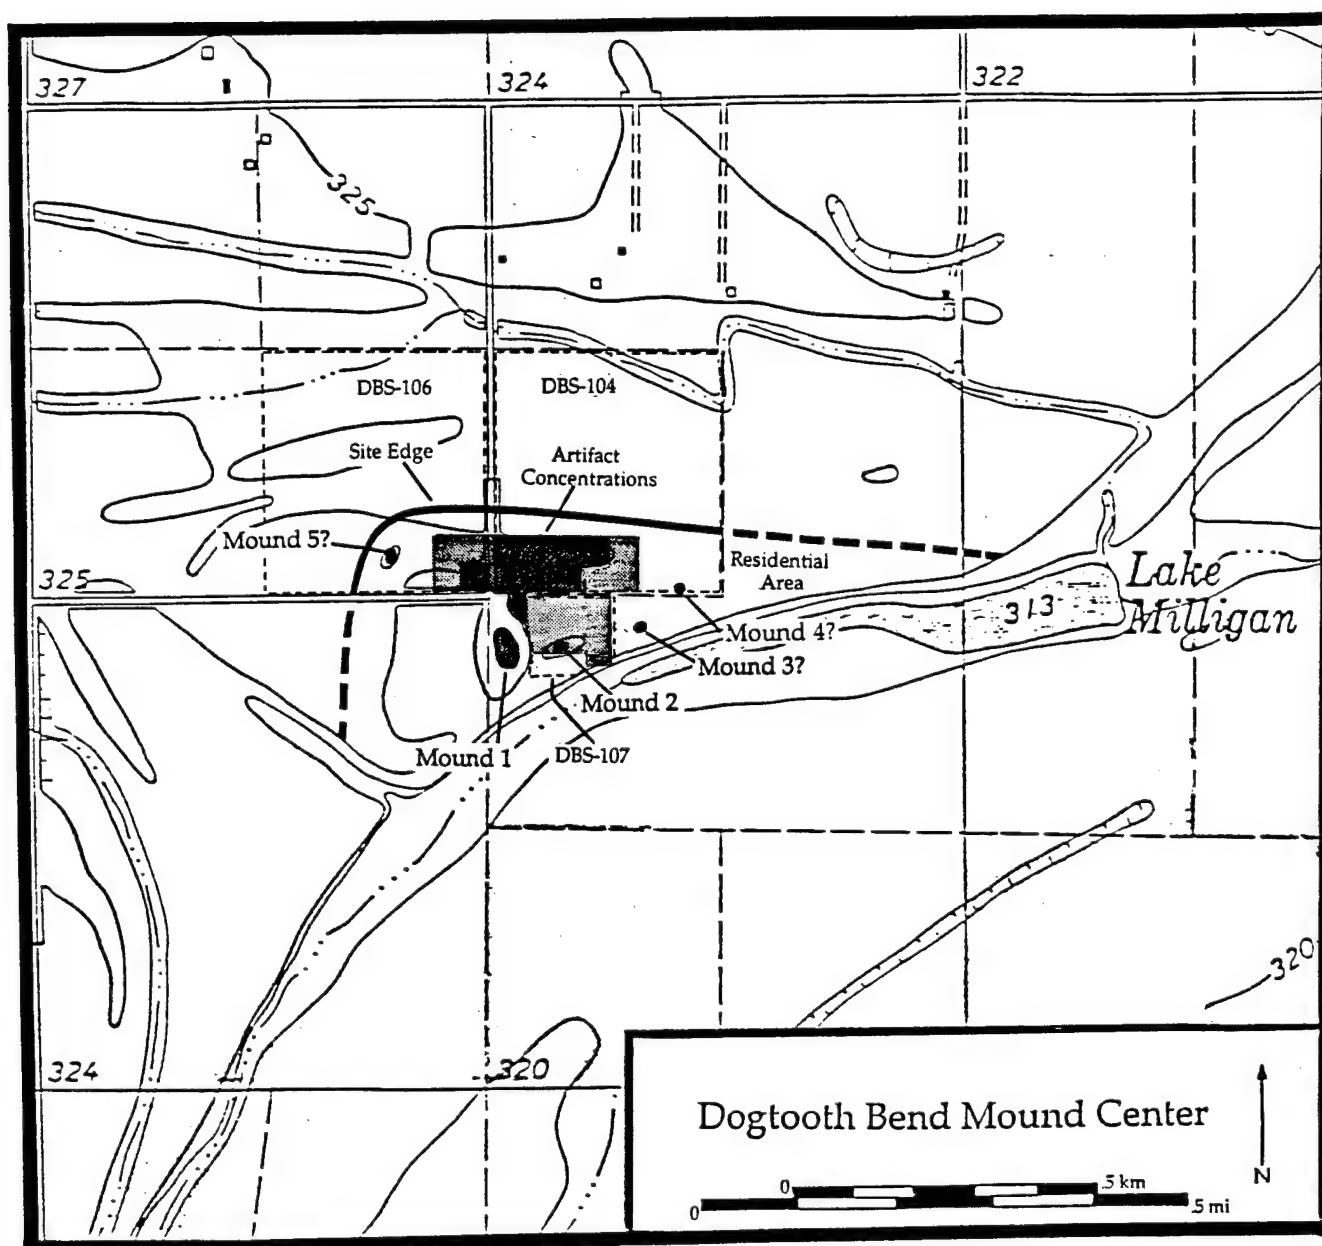 327
324
322
325
DBS-106
DBS-104
Site Edge
Artifact
Concentrations
Mound 5?
Residential
Area
325
Lake
Milligan
313
Mound 4?
Mound 3?
Mound 2
Mound 1
DBS-107
320
324
320
Dogtooth Bend Mound Center
0
.5 km
0
.5 mi
N